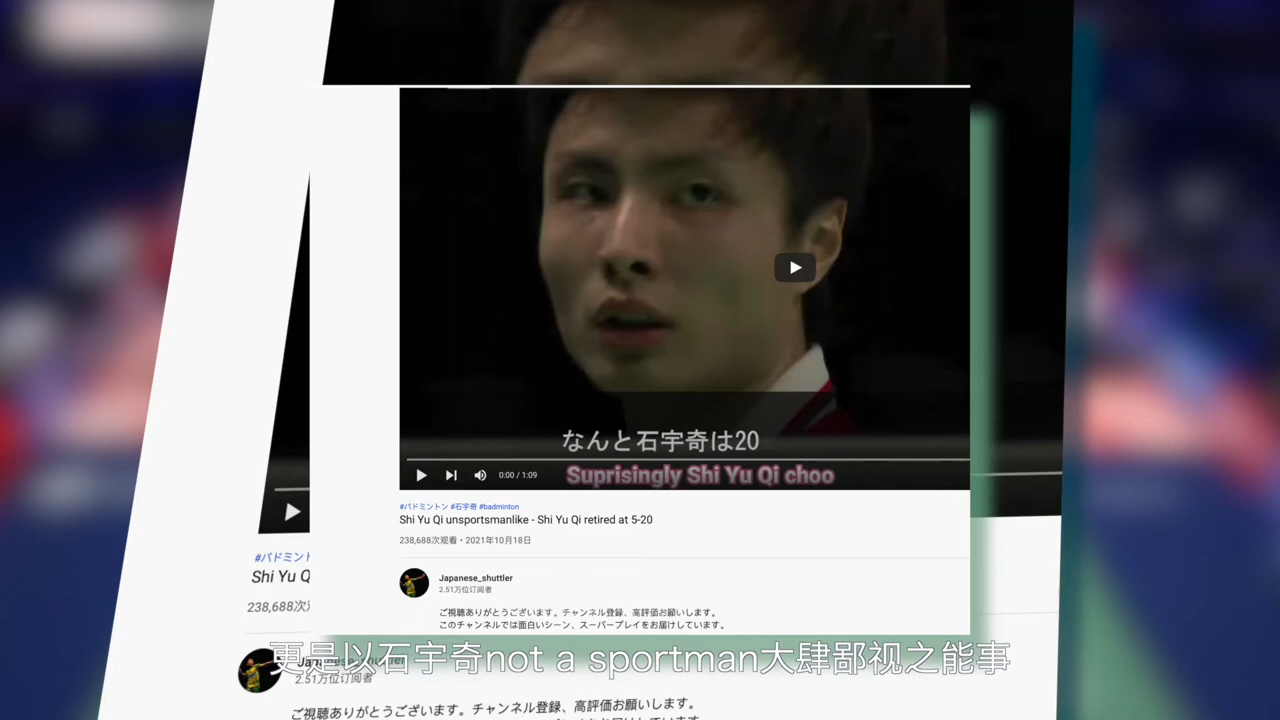 なんと石宇奇は20
0:00 / 1:09
Suprisingly Shi Yu Qi choo
#バドミントン #石宇奇 #badminton
Shi Yu Qi unsportsmanlike - Shi Yu Qi retired at 5-20
238,688次观看 • 2021年10月18日
Japanese_shuttler
2.51万位订阅者
ご視聴ありがとうございます。チャンネル登録、高評価お願いします。
このチャンネルでは面白いシーン、スーパープレイをお届けしています。
#バドミント
Shi Yu Q
238,688次
更是以石宇奇not a sportman大肆鄙视之能事
2.51万位订阅者
ご視聴ありがとうございます。チャンネル登録、高評価お願いします。